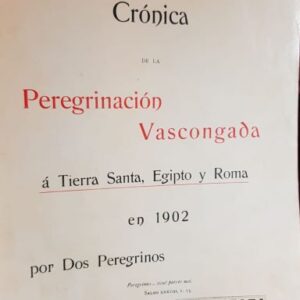 Crónica
DE LA
Peregrinación
Vascongada
á Tierra Santa, Egipto y Roma
en 1902
por Dos Peregrinos